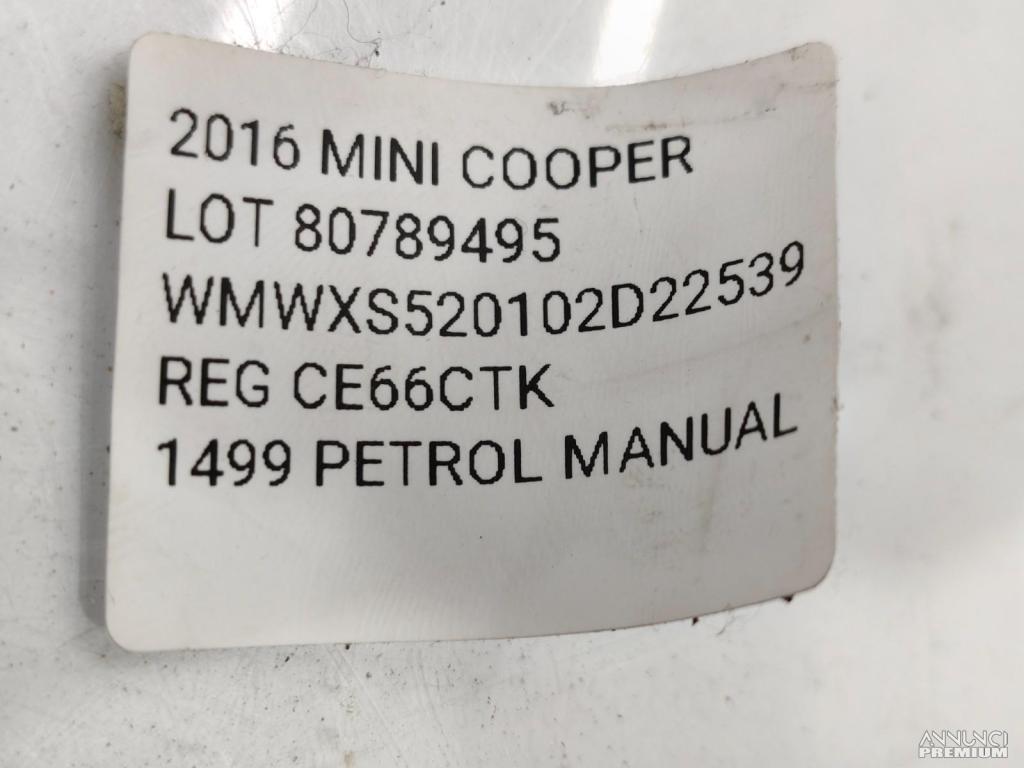 2016 MINI COOPER
LOT 80789495
WMWXS520102D22539
REG CE66CTK
1499 PETROL MANUAL
ANNUNCI
PREMIUM